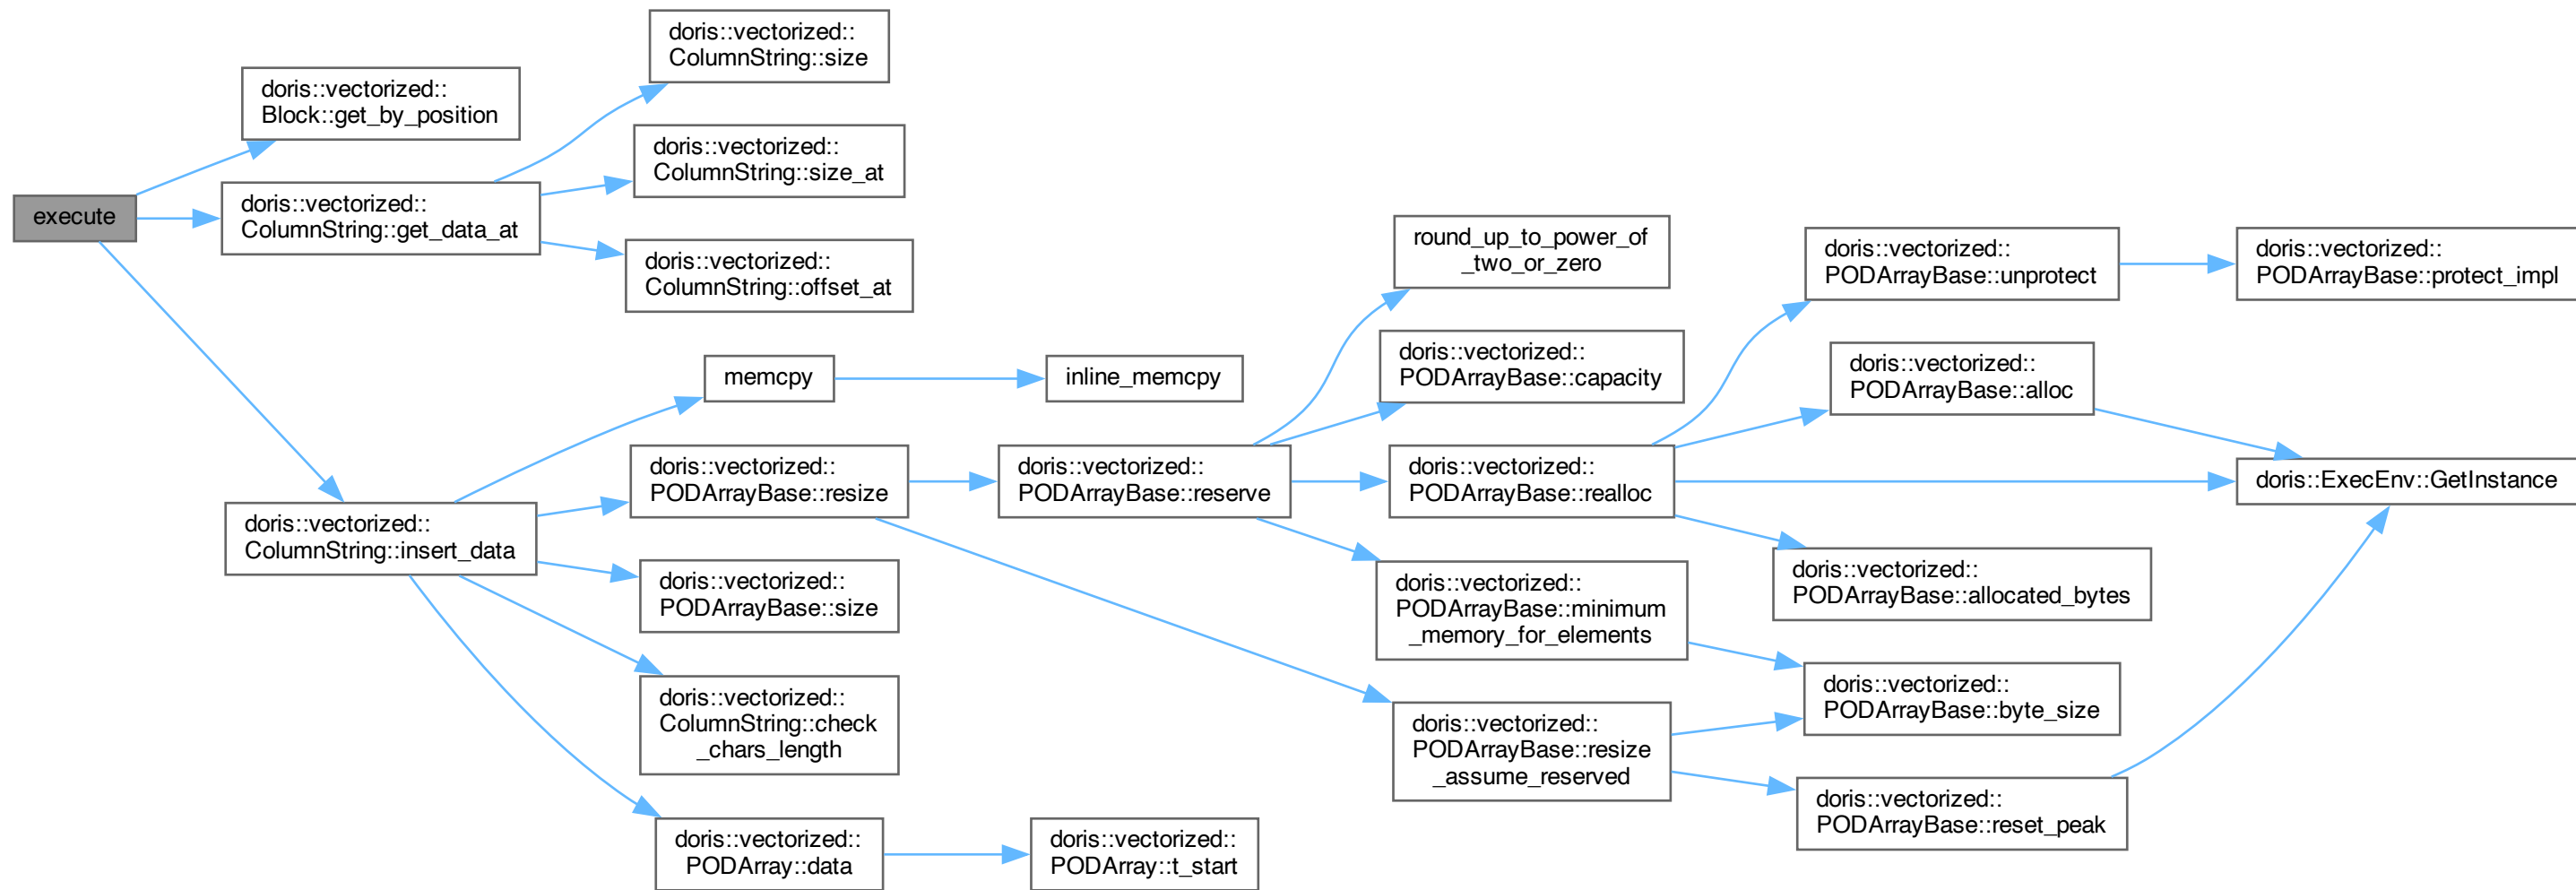 execute
doris::vectorized::
Block::get_by_position
doris::vectorized::
ColumnString::get_data_at
doris::vectorized::
ColumnString::insert_data
doris::vectorized::
ColumnString::size
doris::vectorized::
ColumnString::size_at
doris::vectorized::
ColumnString::offset_at
memcpy
inline_memcpy
doris::vectorized::
PODArrayBase::resize
doris::vectorized::
PODArrayBase::size
doris::vectorized::
ColumnString::check
_chars_length
doris::vectorized::
PODArray::data
doris::vectorized::
PODArray::t_start
doris::vectorized::
PODArrayBase::reserve
round_up_to_power_of
_two_or_zero
doris::vectorized::
PODArrayBase::capacity
doris::vectorized::
PODArrayBase::realloc
doris::vectorized::
PODArrayBase::minimum
_memory_for_elements
doris::vectorized::
PODArrayBase::resize
_assume_reserved
doris::vectorized::
PODArrayBase::unprotect
doris::vectorized::
PODArrayBase::protect_impl
doris::vectorized::
PODArrayBase::alloc
doris::ExecEnv::GetInstance
doris::vectorized::
PODArrayBase::allocated_bytes
doris::vectorized::
PODArrayBase::byte_size
doris::vectorized::
PODArrayBase::reset_peak